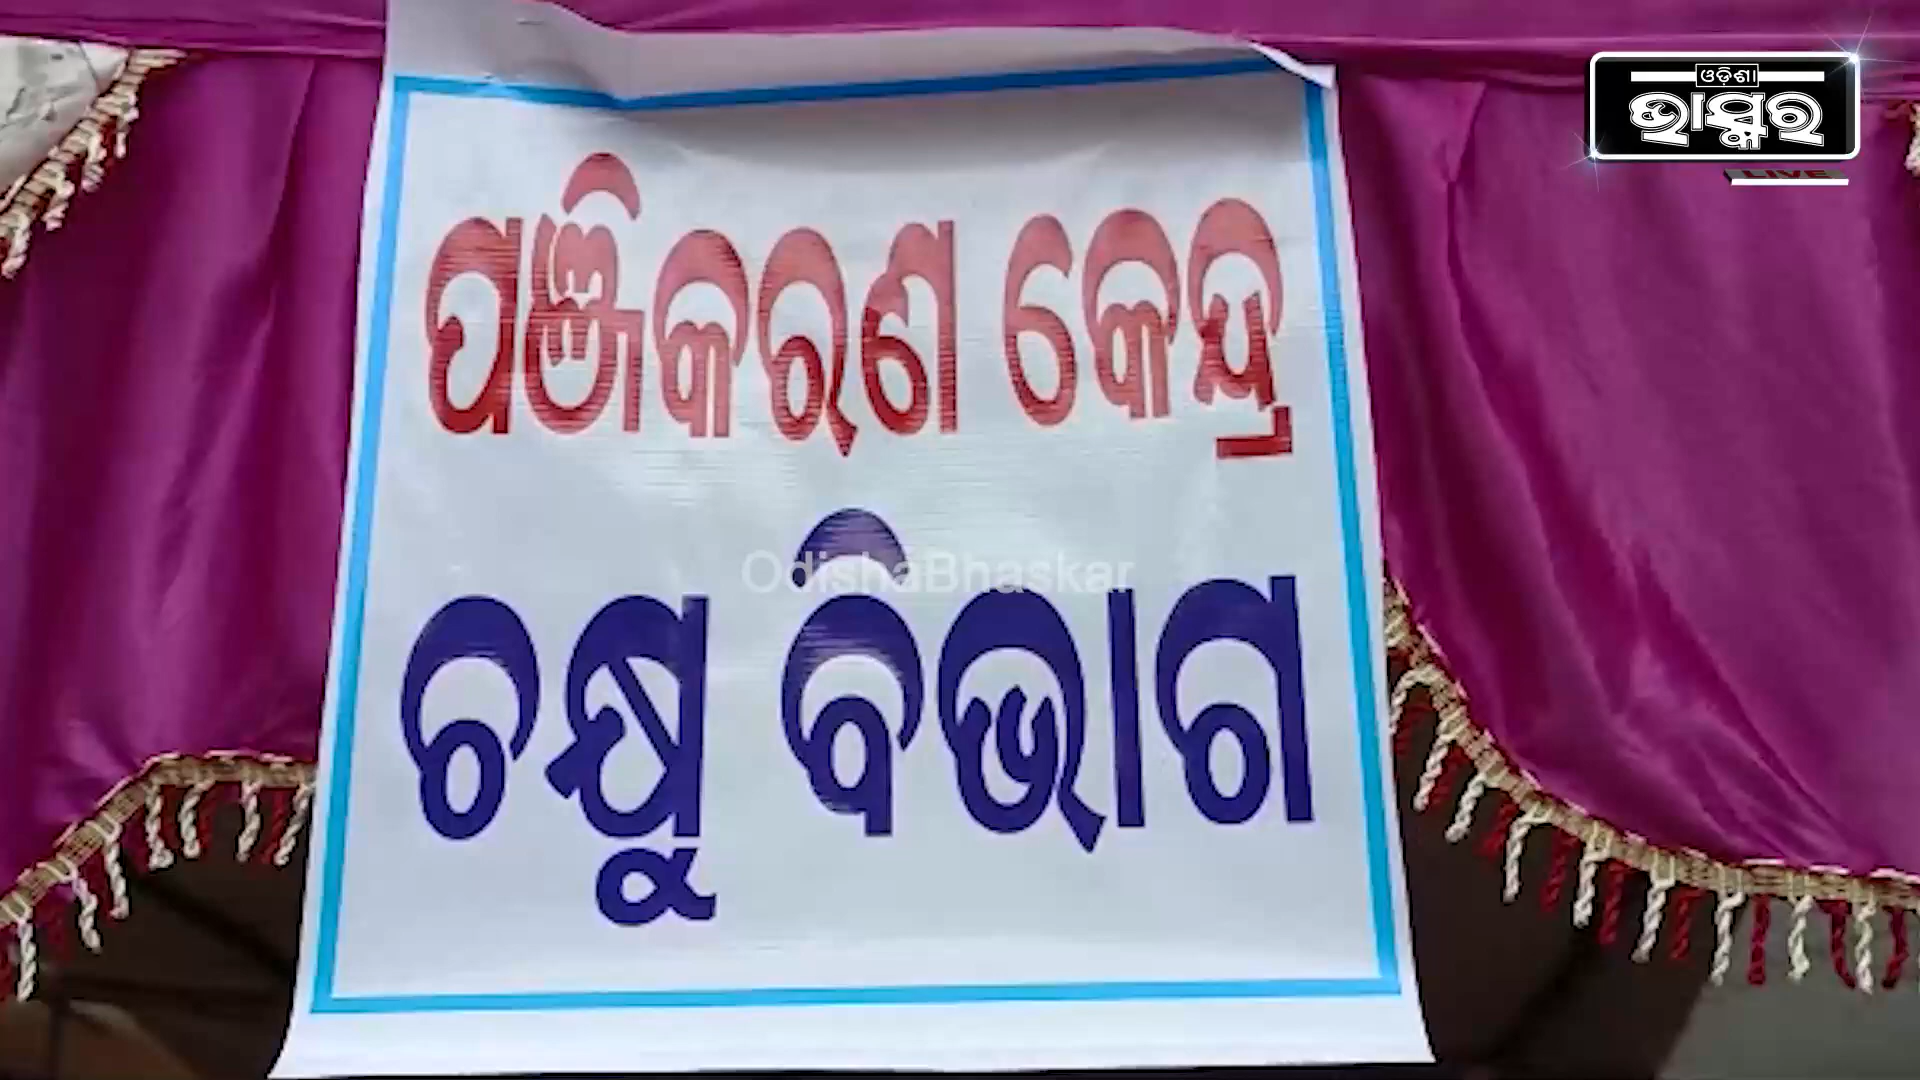 ଓଡ଼ିଶା
ଭାସ୍କର
LIVE
ପଞ୍ଜିକରଣ କେନ୍ଦ୍ର
OdishaBhaskar
ଚକ୍ଷୁ ବିଭାଗ